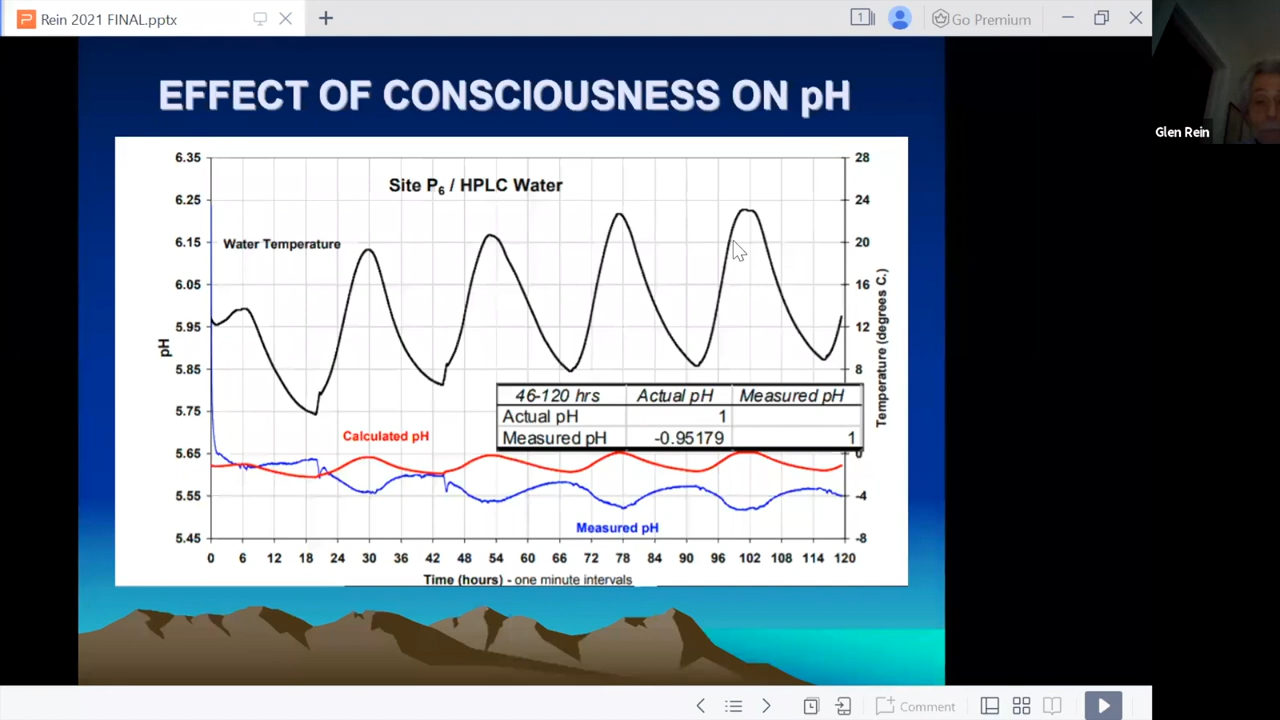 Rein 2021 FINAL.pptx
1
Go Premium
Glen Rein
EFFECT OF CONSCIOUSNESS ON pH
Site P6 / HPLC Water
Water Temperature
Calculated pH
Measured pH
pH
6.35
6.25
6.15
6.05
5.95
5.85
5.75
5.65
5.55
5.45
28
24
20
16
12
8
0
-4
-8
Temperature (degrees C.)
46-120 hrs Actual pH Measured pH
Actual pH 1
Measured pH -0.95179 1
0 6 12 18 24 30 36 42 48 54 60 66 72 78 84 90 96 102 108 114 120
Time (hours) - one minute intervals
Comment